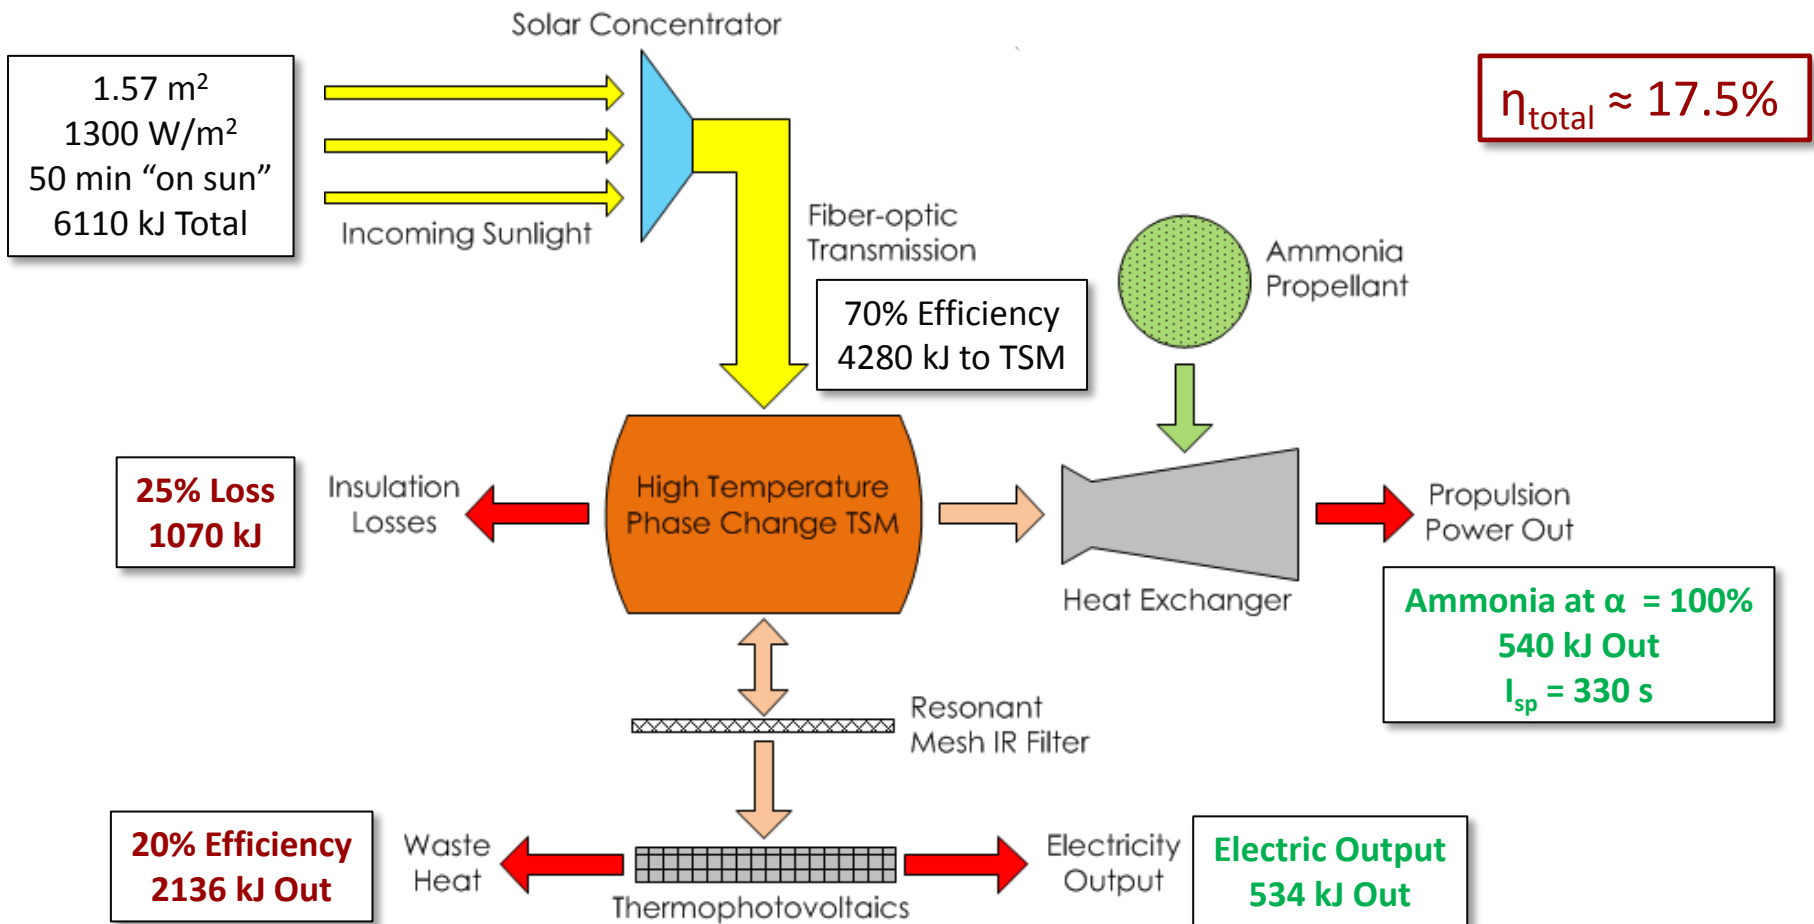 Solar Concentrator
1.57 m²
1300 W/m²
50 min “on sun”
6110 kJ Total
Incoming Sunlight
η_total ≈ 17.5%
Fiber-optic
Transmission
70% Efficiency
4280 kJ to TSM
Ammonia
Propellant
25% Loss
1070 kJ
Insulation
Losses
High Temperature
Phase Change TSM
Heat Exchanger
Propulsion
Power Out
Ammonia at α = 100%
540 kJ Out
I_sp = 330 s
Resonant
Mesh IR Filter
20% Efficiency
2136 kJ Out
Waste
Heat
Thermophotovoltaics
Electricity
Output
Electric Output
534 kJ Out